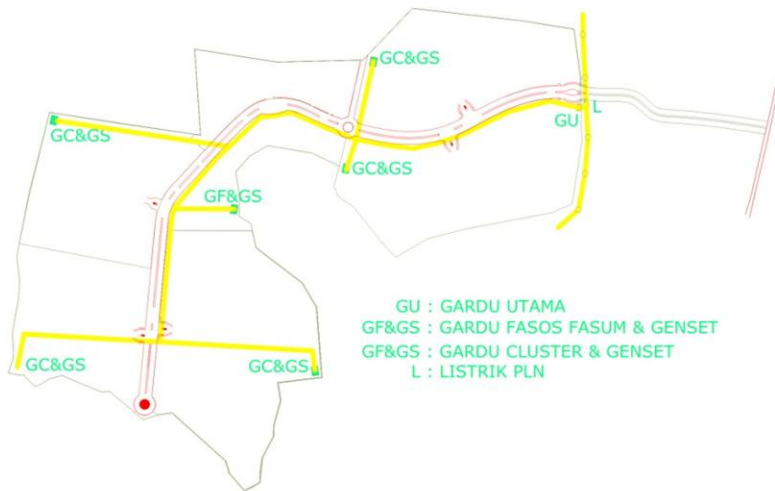 GC&GS
L
GU
GC&GS
GC&GS
GF&GS
GC&GS
GC&GS
GU : GARDU UTAMA
GF&GS : GARDU FASOS FASUM & GENSET
GF&GS : GARDU CLUSTER & GENSET
L : LISTRIK PLN